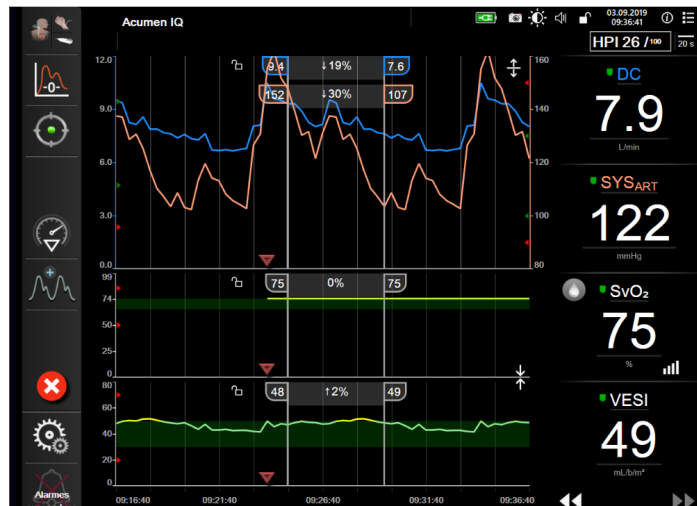 Acumen IQ
03.09.2019
09:36:41
HPI 26 /100
20 s
-0-
12.0
9.0
6.0
3.0
0.0
160
140
120
100
80
9.4 ↓19% 7.6
152 ↓30% 107
DC
7.9
L/min
SYSART
122
mmHg
99
74
50
25
0
75 0% 75
SvO₂
75
%
80
60
40
20
0
48 ↑2% 49
VESI
49
mL/b/m²
09:16:40 09:21:40 09:26:40 09:31:40 09:36:40
Alarmes